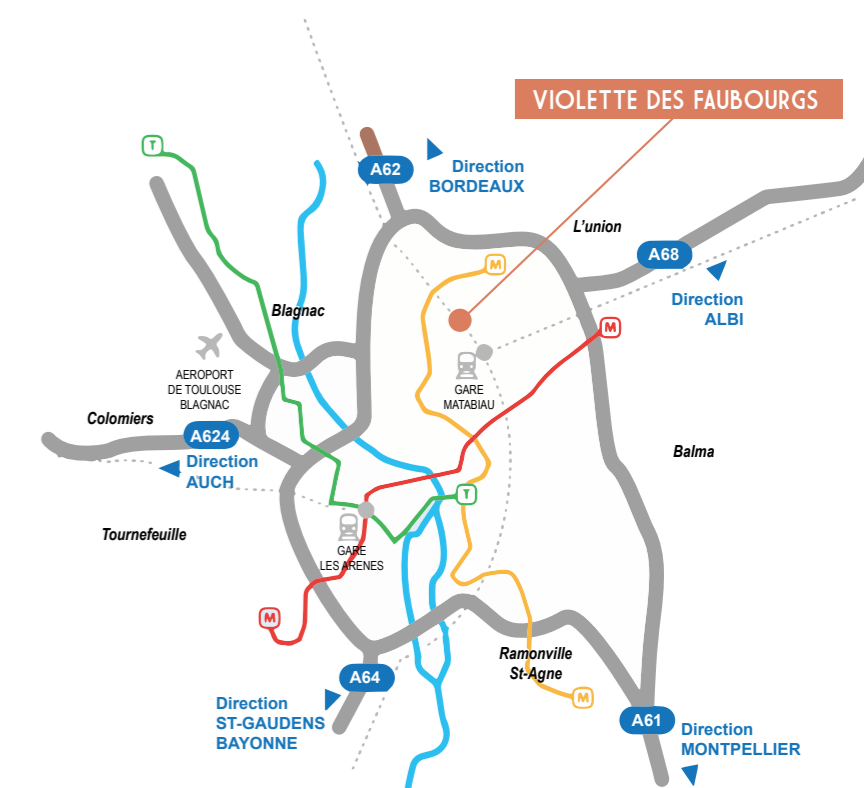 VIOLETTE DES FAUBOURGS
T
A62
Direction
BORDEAUX
L'union
A68
M
Direction
ALBI
Blagnac
M
AEROPORT
DE TOULOUSE
BLAGNAC
GARE
MATABIAU
Colomiers
A624
Direction
AUCH
Balma
T
Tournefeuille
GARE
LES ARENES
M
Ramonville
St-Agne
A64
M
Direction
ST-GAUDENS
BAYONNE
A61
Direction
MONTPELLIER